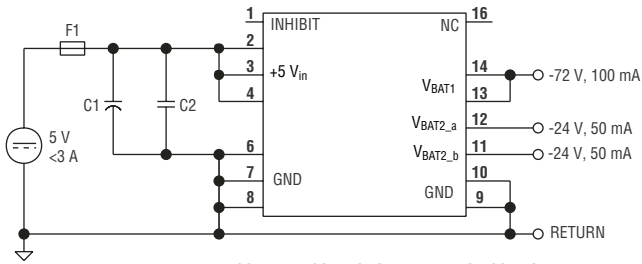 1 INHIBIT NC 16
F1
2
3 +5 Vin
4
14 VBAT1 -72 V, 100 mA
13
C1 C2
12 VBAT2_a -24 V, 50 mA
11 VBAT2_b -24 V, 50 mA
5 V
<3 A
6
7 GND
8
10
GND
9
RETURN